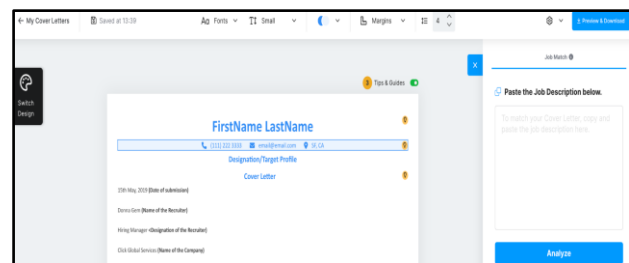 ← My Cover Letters
Saved at 13:39
Ag Fonts
TI Small
Margins
4
Preview & Download
Switch
Design
3 Tips & Guides
X
Job Match
Paste the Job Description below.
To match your Cover Letter, copy and
paste the job description here.
Analyze
FirstName LastName
(111) 222 3333 email@email.com SF, CA
Designation/Target Profile
Cover Letter
15th May, 2019 (Date of submission)
Donna Gem (Name of the Recruiter)
Hiring Manager <Designation of the Recruiter)
Click Global Services (Name of the Company)